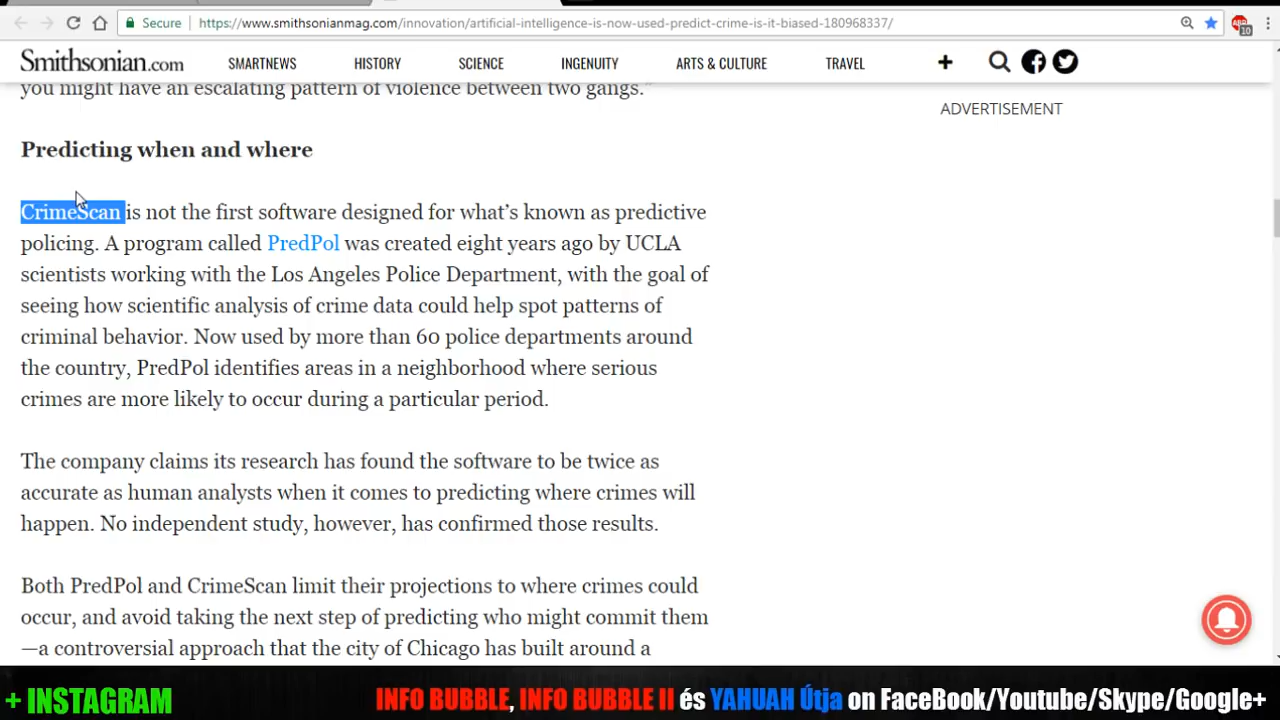 Secure https://www.smithsonianmag.com/innovation/artificial-intelligence-is-now-used-predict-crime-is-it-biased-180968337/
10
Smithsonian.com SMARTNEWS HISTORY SCIENCE INGENUITY ARTS & CULTURE TRAVEL
you might have an escalating pattern of violence between two gangs.”
ADVERTISEMENT
Predicting when and where
CrimeScan is not the first software designed for what’s known as predictive
policing. A program called PredPol was created eight years ago by UCLA
scientists working with the Los Angeles Police Department, with the goal of
seeing how scientific analysis of crime data could help spot patterns of
criminal behavior. Now used by more than 60 police departments around
the country, PredPol identifies areas in a neighborhood where serious
crimes are more likely to occur during a particular period.
The company claims its research has found the software to be twice as
accurate as human analysts when it comes to predicting where crimes will
happen. No independent study, however, has confirmed those results.
Both PredPol and CrimeScan limit their projections to where crimes could
occur, and avoid taking the next step of predicting who might commit them
—a controversial approach that the city of Chicago has built around a
+ INSTAGRAM INFO BUBBLE, INFO BUBBLE II és YAHUAH Útja on FaceBook/Youtube/Skype/Google+